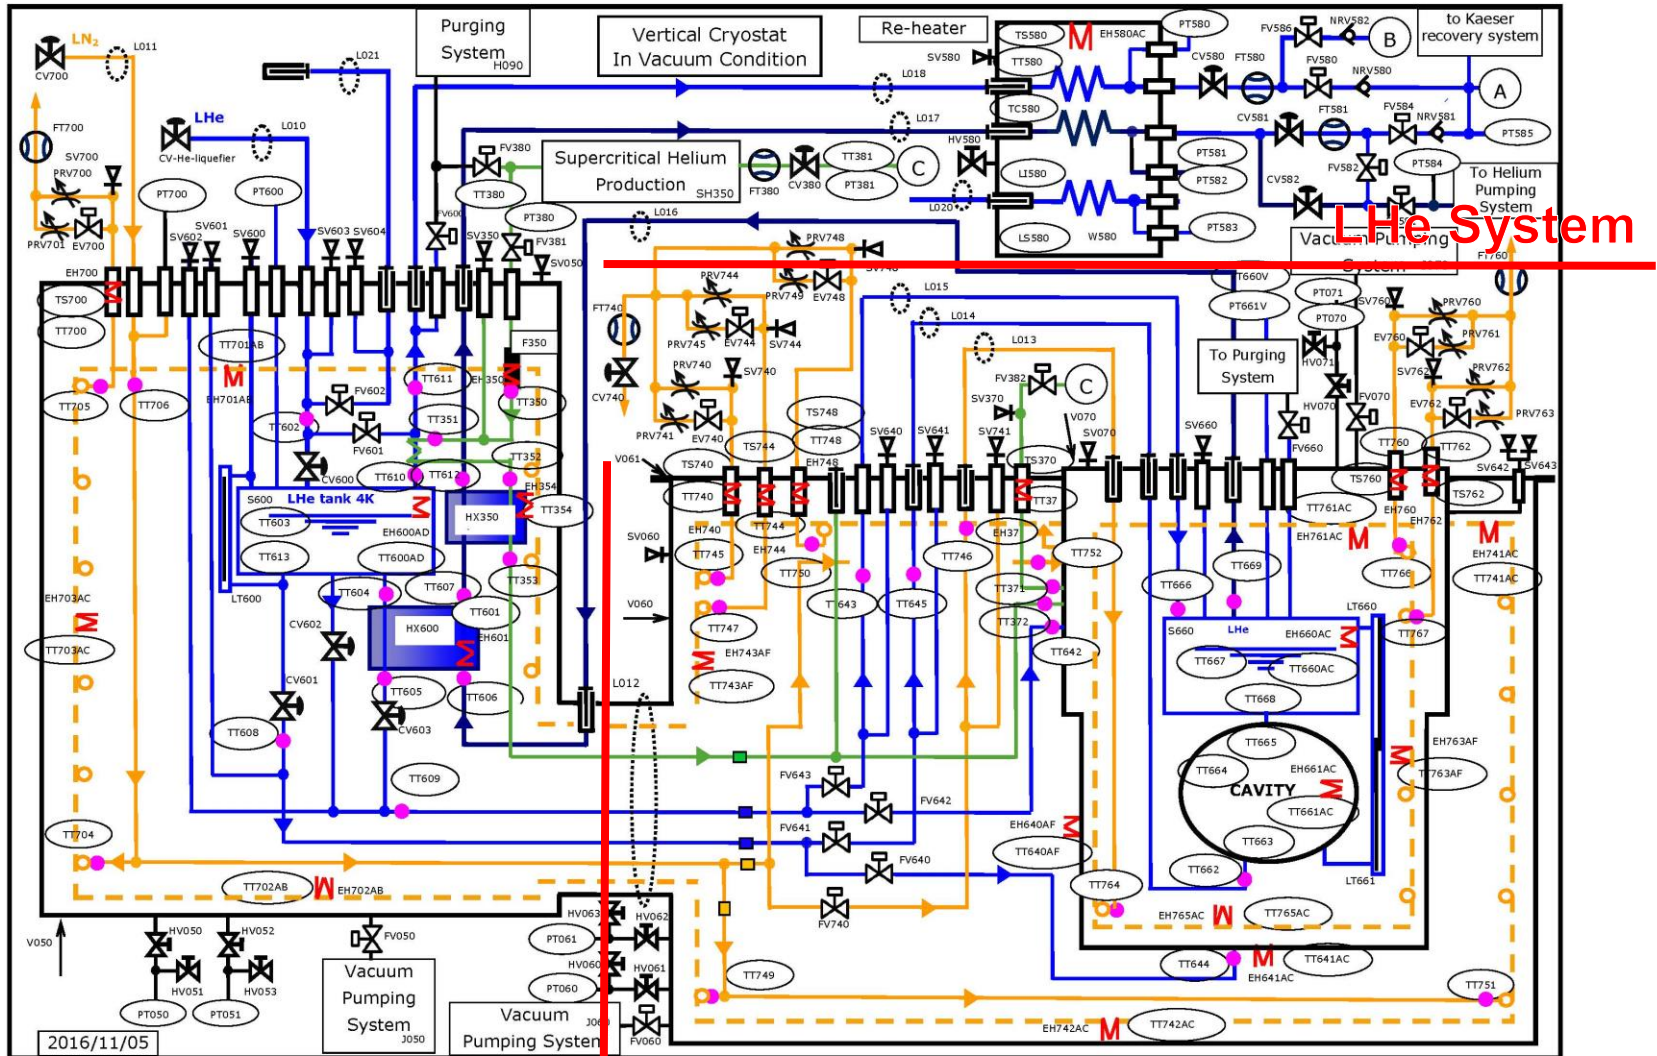 LN2
L011
CV700
L021
Purging
System
H090
Vertical Cryostat
In Vacuum Condition
Re-heater
TS580
TT580
EH580AC
SV580
PT580
FV586
NRV582
B
to Kaeser
recovery system
CV580
FT580
FV580
NRV580
A
L018
LHe
L010
CV-He-liquefier
FT700
SV700
PRV700
PRV701
EV700
PT700
PT600
FV380
TT380
Supercritical Helium
Production
SH350
FT380
CV380
TT381
PT381
C
L017
L020
TC580
HV580
LI580
LS580
W580
CV581
FT581
FV584
NRV581
PT585
PT581
PT582
PT583
FV582
CV582
PT584
To Helium
Pumping
System
LHe System
Vacuum Pumping
FT760
SV602
SV601
SV600
SV603
SV604
FV600
SV350
PT380
FV381
SV050
L016
EH700
TS700
TT700
TT701AB
EH701AB
TT705
TT706
TT602
FV602
FV601
CV600
TT611
TT351
EH350
F350
TT350
TT352
TT610
TT612
EH354
TT354
HX350
S600
LHe tank 4K
TT603
TT613
EH600AD
TT600AD
LT600
TT604
TT607
TT601
TT353
HX600
EH601
CV602
CV601
TT605
TT606
CV603
TT608
TT609
EH703AC
TT703AC
TT704
TT702AB
EH702AB
V050
HV050
HV052
HV051
HV053
PT050
PT051
FV050
Vacuum
Pumping
System
J050
2016/11/05
PRV748
PRV744
PRV749
EV748
FT740
PRV745
EV744
SV744
PRV740
SV740
CV740
PRV741
EV740
L015
L014
L013
TS748
TT748
EH748
TS744
TS740
TT740
V061
SV640
SV641
SV741
SV370
FV382
C
TS370
TT37
V070
SV070
EH740
TT745
TT744
EH744
TT750
SV060
V060
TT747
EH743AF
TT743AF
TT643
TT645
TT746
EH37
TT371
TT372
TT752
TT642
L012
FV643
FV642
FV641
FV640
FV740
TT749
HV063
HV062
PT061
HV060
HV061
PT060
Vacuum
Pumping System
FV060
TT660V
PT661V
PT071
PT070
To Purging
System
HV071
HV070
FV070
SV660
FV660
SV760
PRV760
PRV761
EV760
SV762
PRV762
EV762
PRV763
TT760
TT762
SV642
SV643
TS760
TS762
EH760
EH762
TT761AC
EH761AC
EH741AC
TT741AC
TT766
TT767
TT666
TT669
S660
LHe
EH660AC
LT660
TT667
TT660AC
TT668
TT665
TT664
EH661AC
CAVITY
TT661AC
TT663
TT662
LT661
EH763AF
TT763AF
EH640AF
TT640AF
TT764
EH765AC
TT765AC
TT644
EH641AC
TT641AC
TT751
EH742AC
TT742AC